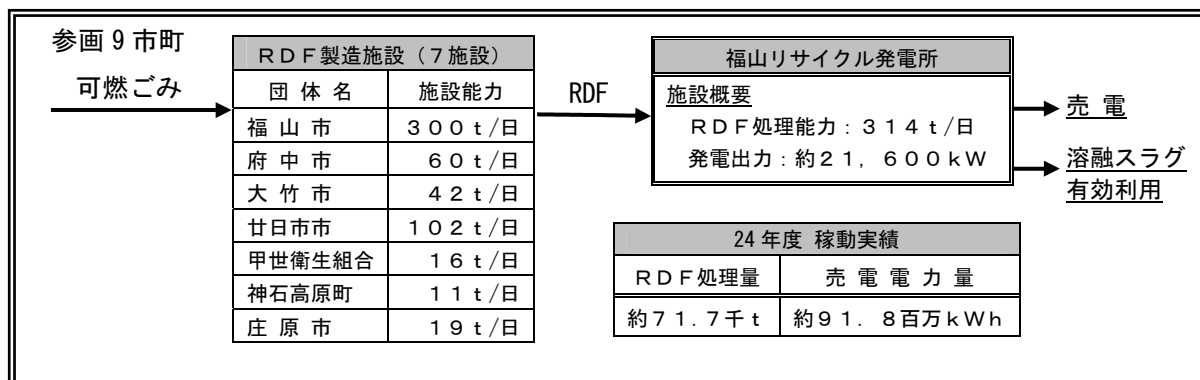 参画9市町
可燃ごみ
RDF製造施設（7施設）
団 体 名 施設能力
福 山 市 300t/日
府 中 市 60t/日
大 竹 市 42t/日
廿日市市 102t/日
甲世衛生組合 16t/日
神石高原町 11t/日
庄 原 市 19t/日
RDF
福山リサイクル発電所
施設概要
RDF処理能力：314t/日
発電出力：約21，600kW
売 電
溶融スラグ
有効利用
24年度 稼動実績
RDF処理量 売 電 電 力 量
約71.7千t 約91．8百万kWh